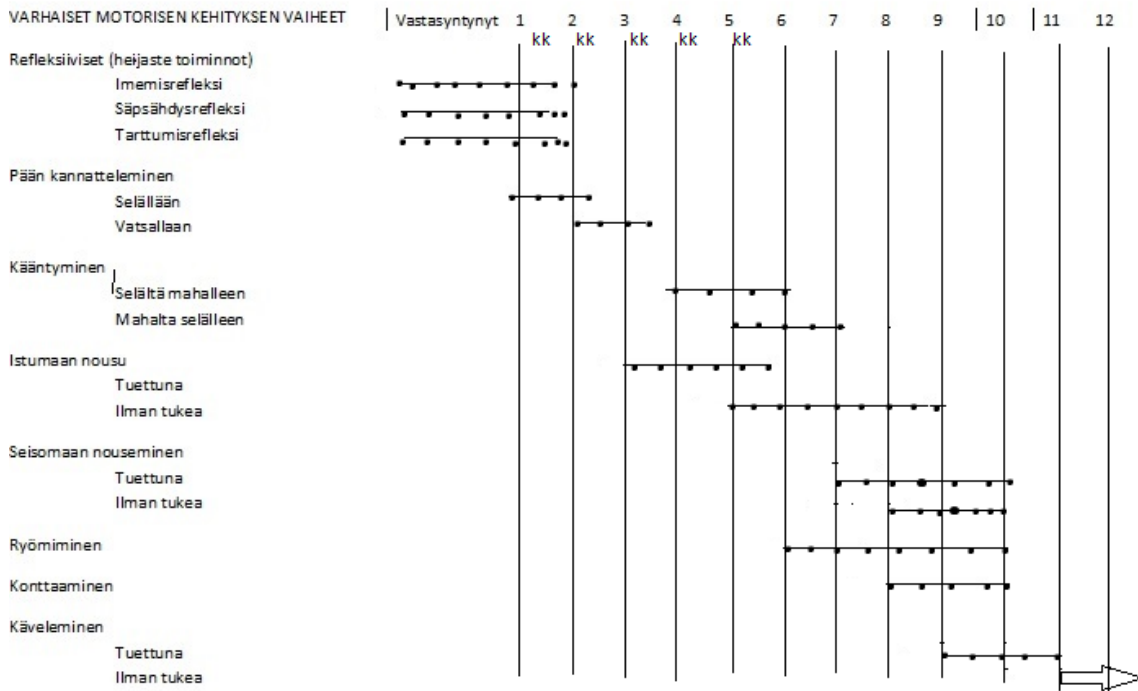 VARHAISET MOTORISEN KEHITYKSEN VAIHEET Vastasyntynyt 1 2 3 4 5 6 7 8 9 10 11 12
kk kk kk kk kk
Refleksiiviset (heijaste toiminnot)
Imemisrefleksi
Säpsähdysrefleksi
Tarttumisrefleksi
Pään kannatteleminen
Selällään
Vatsallaan
Kääntyminen
Selältä mahalleen
Mahalta selälleen
Istumaan nousu
Tuettuna
Ilman tukea
Seisomaan nouseminen
Tuettuna
Ilman tukea
Ryömiminen
Konttaaminen
Käveleminen
Tuettuna
Ilman tukea